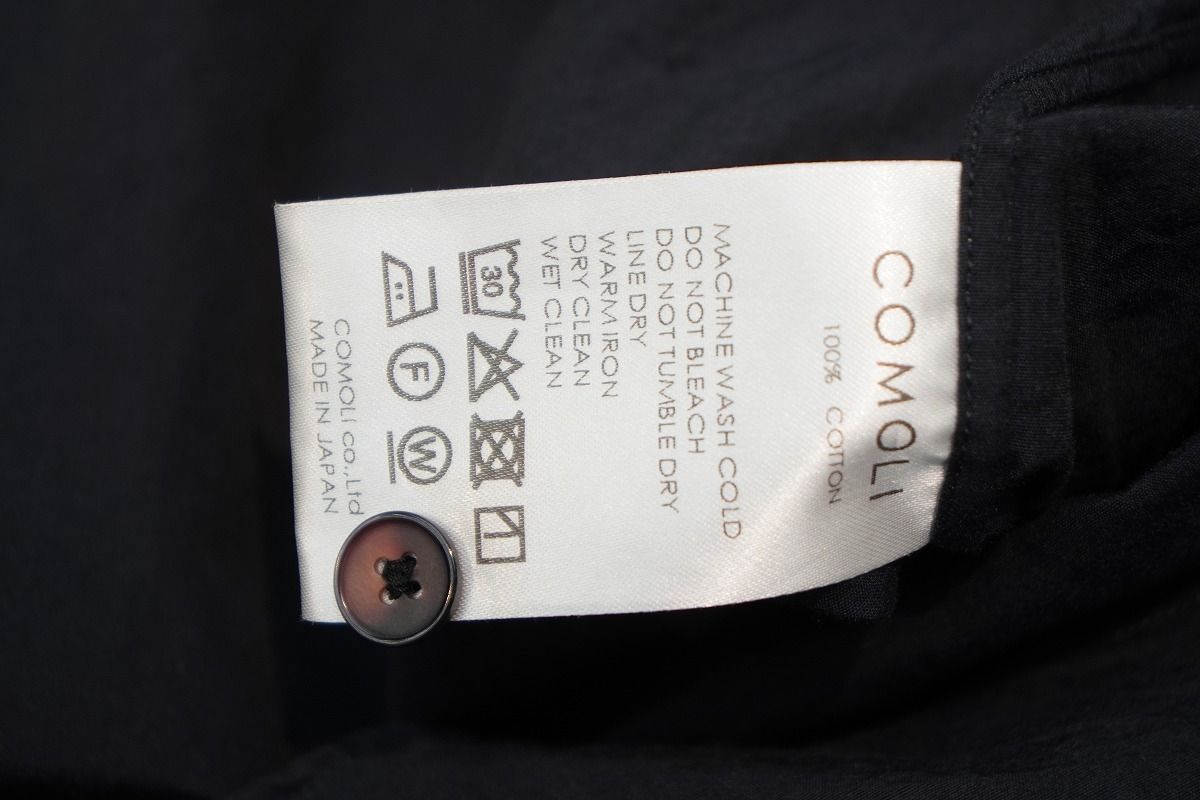 COMOLI
100% COTTON
MACHINE WASH COLD
DO NOT BLEACH
DO NOT TUMBLE DRY
LINE DRY
WARM IRON
DRY CLEAN
WET CLEAN
30
F W
COMOLI co.,Ltd
MADE IN JAPAN